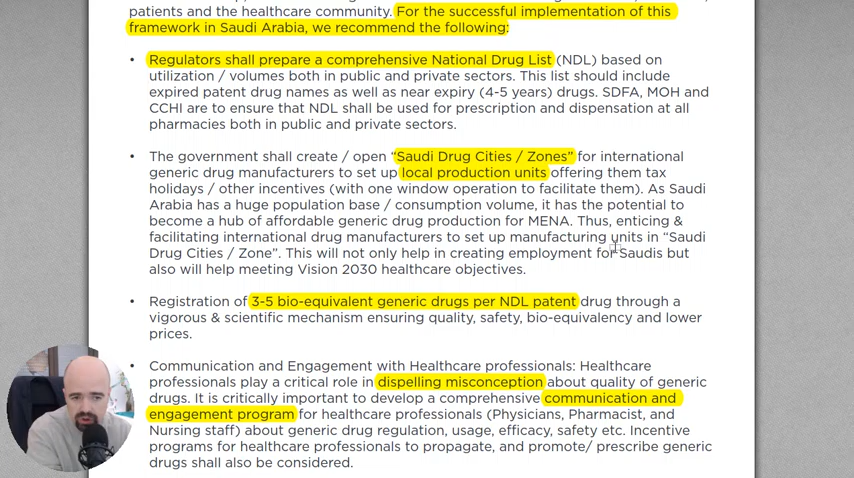 patients and the healthcare community. For the successful implementation of this
framework in Saudi Arabia, we recommend the following:
• Regulators shall prepare a comprehensive National Drug List (NDL) based on
utilization / volumes both in public and private sectors. This list should include
expired patent drug names as well as near expiry (4-5 years) drugs. SDFA, MOH and
CCHI are to ensure that NDL shall be used for prescription and dispensation at all
pharmacies both in public and private sectors.
• The government shall create / open “Saudi Drug Cities / Zones” for international
generic drug manufacturers to set up local production units offering them tax
holidays / other incentives (with one window operation to facilitate them). As Saudi
Arabia has a huge population base / consumption volume, it has the potential to
become a hub of affordable generic drug production for MENA. Thus, enticing &
facilitating international drug manufacturers to set up manufacturing units in “Saudi
Drug Cities / Zone”. This will not only help in creating employment for Saudis but
also will help meeting Vision 2030 healthcare objectives.
• Registration of 3-5 bio-equivalent generic drugs per NDL patent drug through a
vigorous & scientific mechanism ensuring quality, safety, bio-equivalency and lower
prices.
• Communication and Engagement with Healthcare professionals: Healthcare
professionals play a critical role in dispelling misconception about quality of generic
drugs. It is critically important to develop a comprehensive communication and
engagement program for healthcare professionals (Physicians, Pharmacist, and
Nursing staff) about generic drug regulation, usage, efficacy, safety etc. Incentive
programs for healthcare professionals to propagate, and promote/ prescribe generic
drugs shall also be considered.